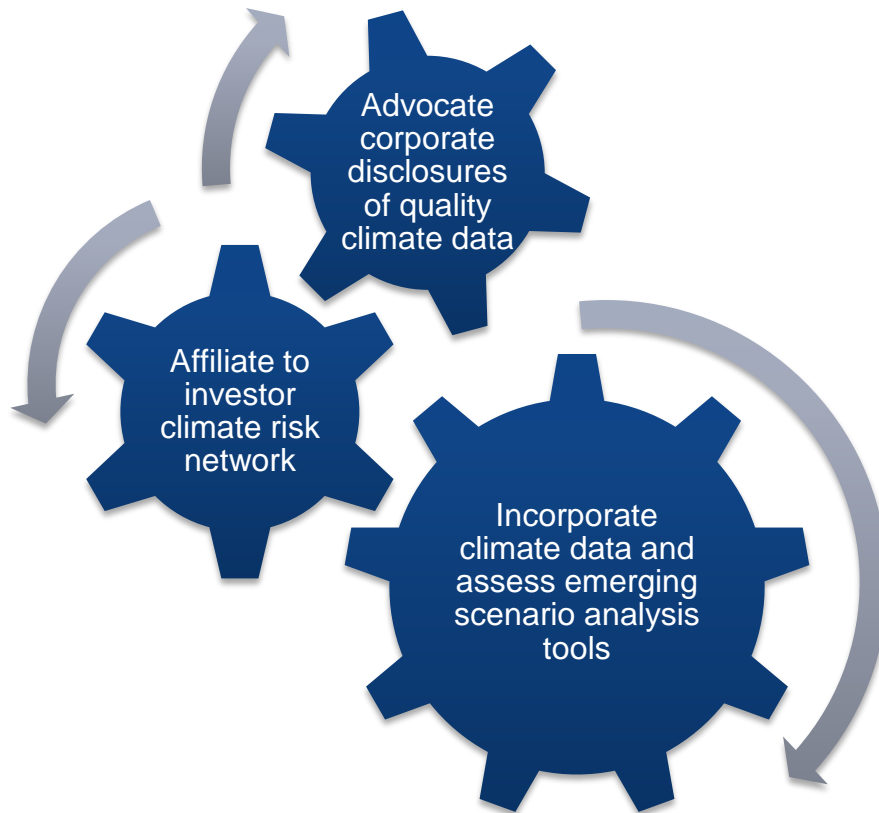 Advocate
corporate
disclosures
of quality
climate data
Affiliate to
investor
climate risk
network
Incorporate
climate data and
assess emerging
scenario analysis
tools